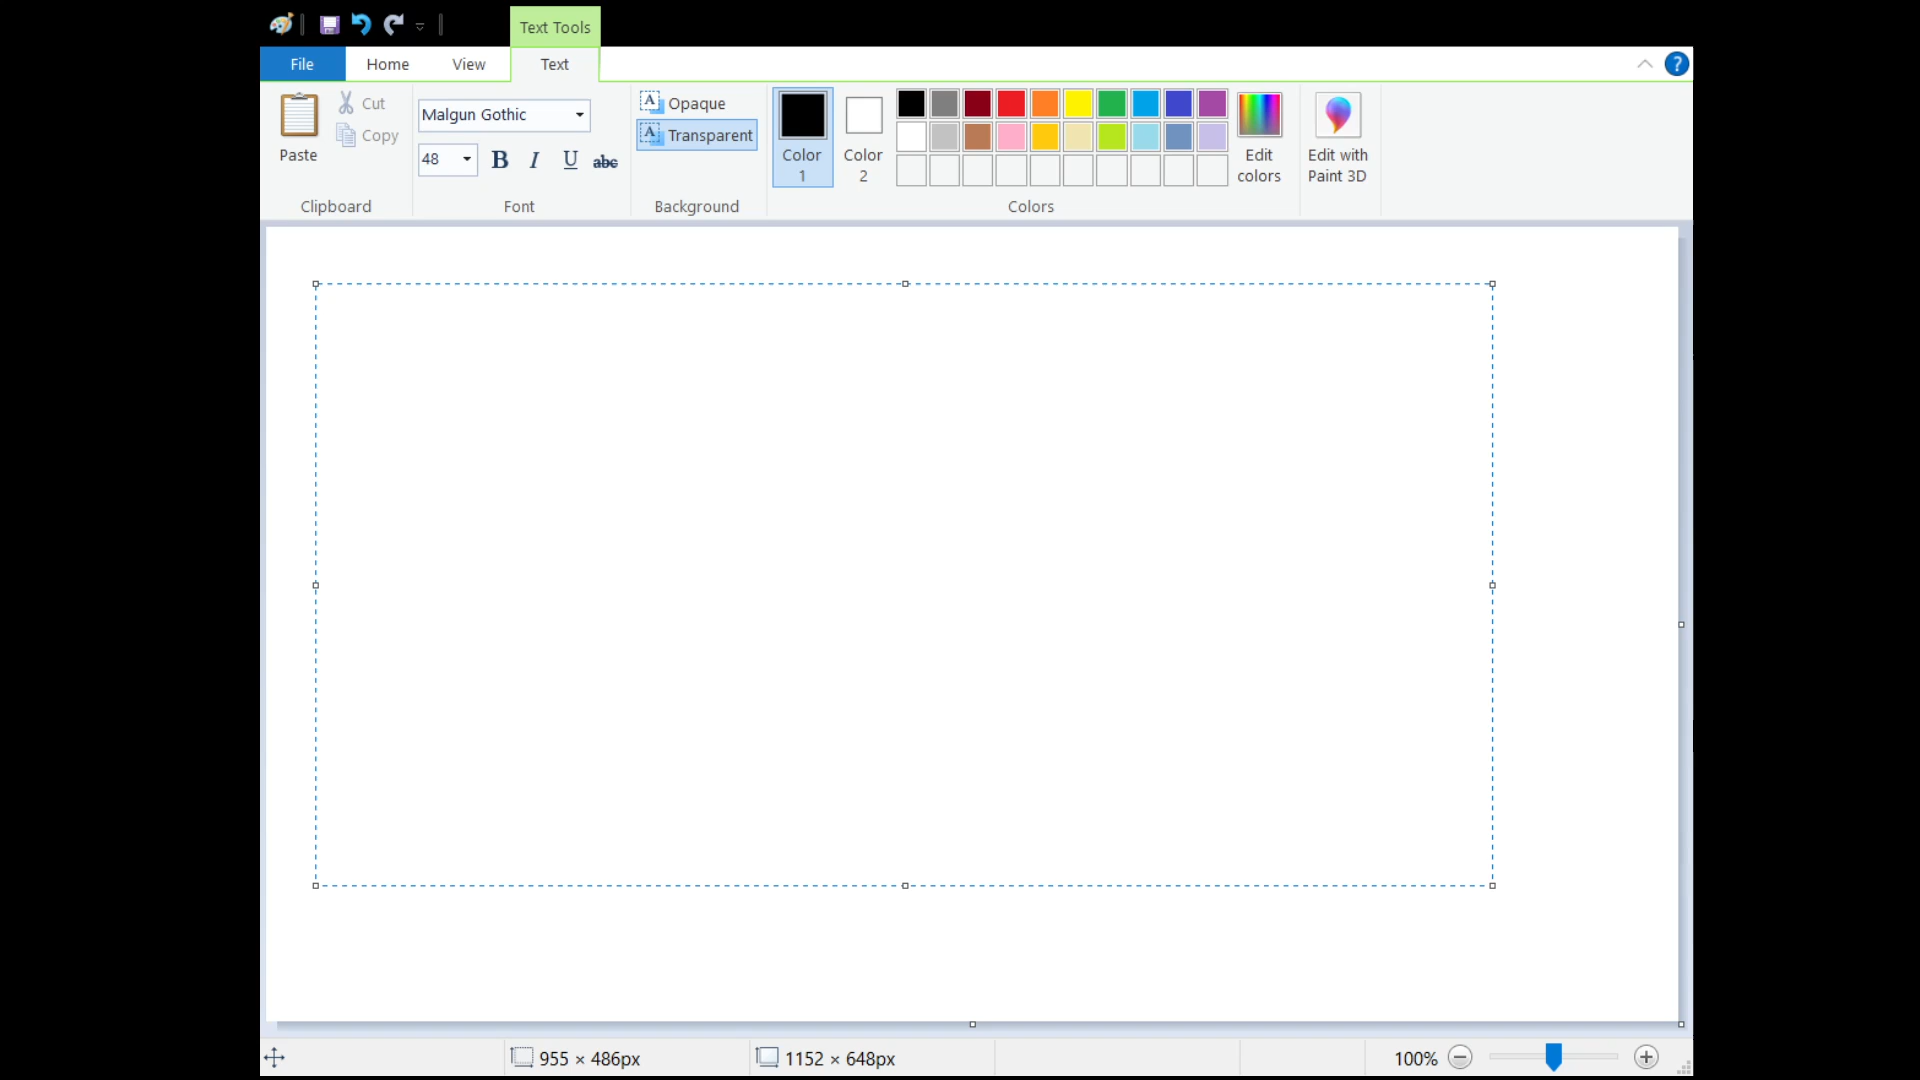 Text Tools
File Home View Text ?
Paste Cut Copy
Malgun Gothic
48 B I U abc
A Opaque
A Transparent
Color 1
Color 2
Edit colors
Edit with Paint 3D
Clipboard Font Background Colors
955 × 486px 1152 × 648px 100%